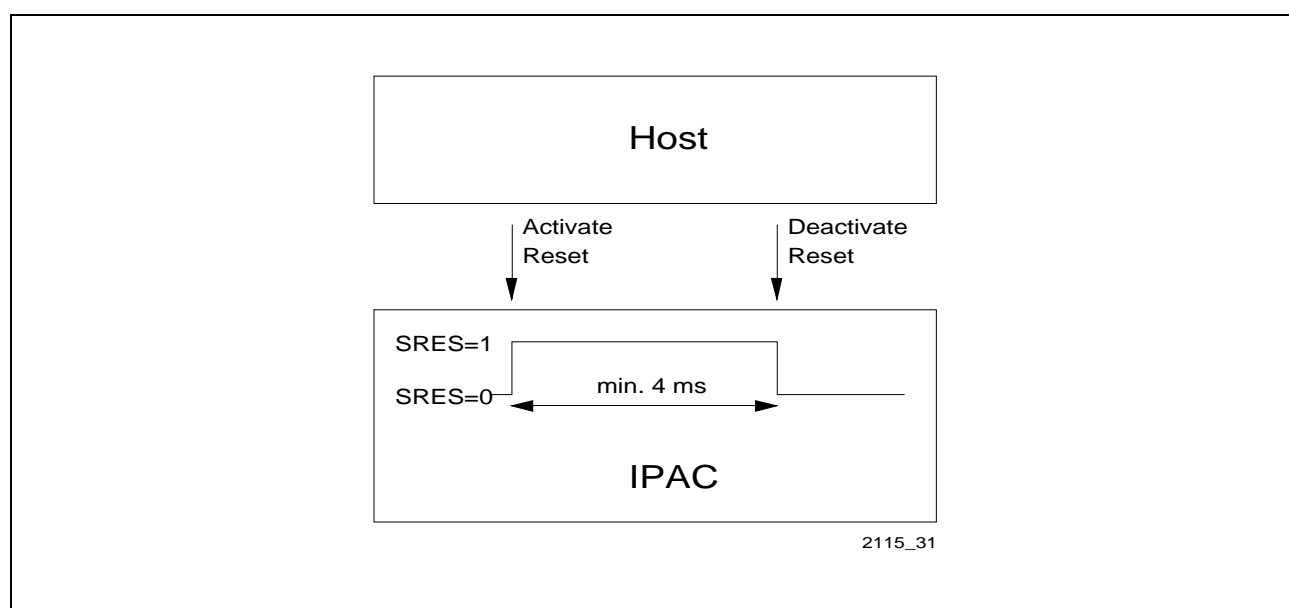 Host
Activate
Reset
Deactivate
Reset
SRES=1
SRES=0
min. 4 ms
IPAC
2115_31